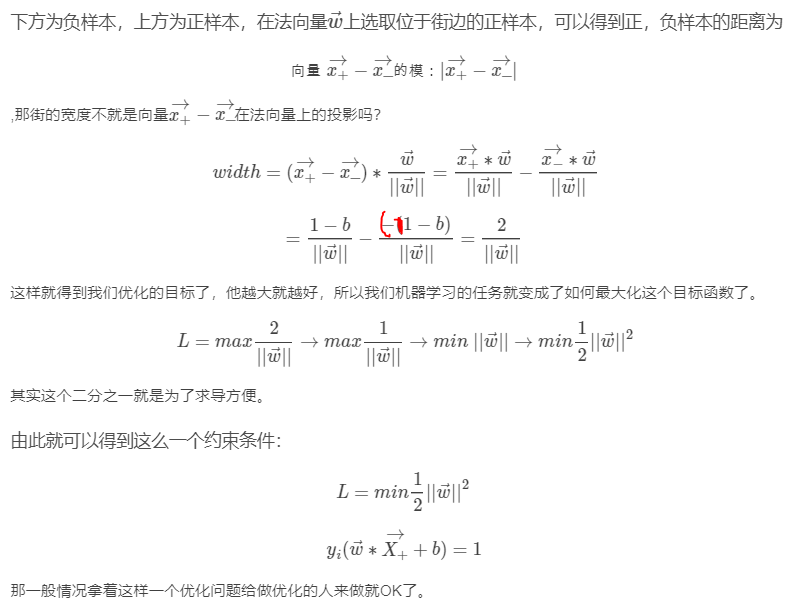 下方为负样本，上方为正样本，在法向量$\vec{w}$上选取位于街边的正样本，可以得到正，负样本的距离为
向量 $\overrightarrow{x_+} - \overrightarrow{x_-}$的模：$|\overrightarrow{x_+} - \overrightarrow{x_-}|$
,那街的宽度不就是向量$\overrightarrow{x_+} - \overrightarrow{x_-}$在法向量上的投影吗?
$width = (\overrightarrow{x_+} - \overrightarrow{x_-}) * \frac{\vec{w}}{||\vec{w}||} = \frac{\overrightarrow{x_+} * \vec{w}}{||\vec{w}||} - \frac{\overrightarrow{x_-} * \vec{w}}{||\vec{w}||}$
$= \frac{1-b}{||\vec{w}||} - \frac{(-1-b)}{||\vec{w}||} = \frac{2}{||\vec{w}||}$
这样就得到我们优化的目标了，他越大就越好，所以我们机器学习的任务就变成了如何最大化这个目标函数了。
$L = max\frac{2}{||\vec{w}||} \to max\frac{1}{||\vec{w}||} \to min\,||\vec{w}|| \to min\frac{1}{2}||\vec{w}||^2$
其实这个二分之一就是为了求导方便。
由此就可以得到这么一个约束条件：
$L = min\frac{1}{2}||\vec{w}||^2$
$y_i(\vec{w} * \overrightarrow{X_+} + b) = 1$
那一般情况拿着这样一个优化问题给做优化的人来做就OK了。